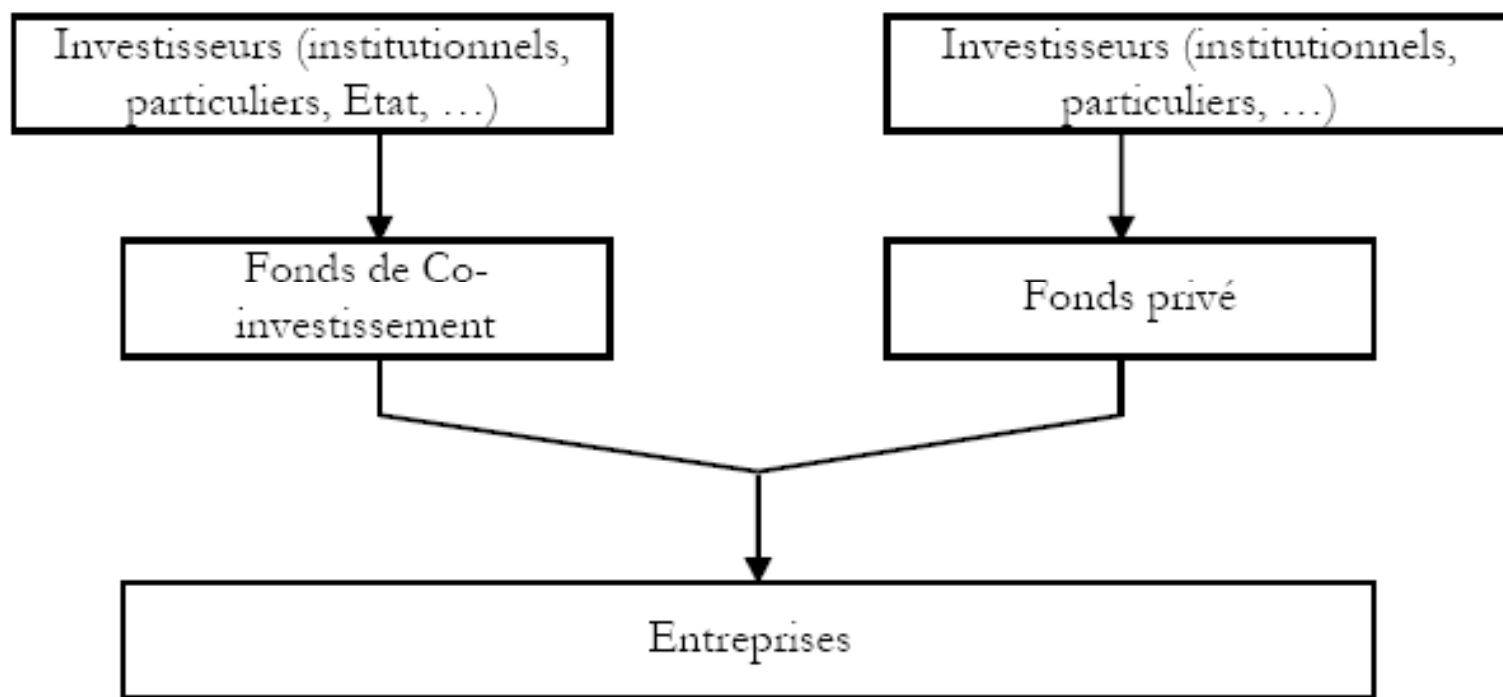 Investisseurs (institutionnels,
particuliers, Etat, …)
Investisseurs (institutionnels,
particuliers, …)
Fonds de Co-
investissement
Fonds privé
Entreprises